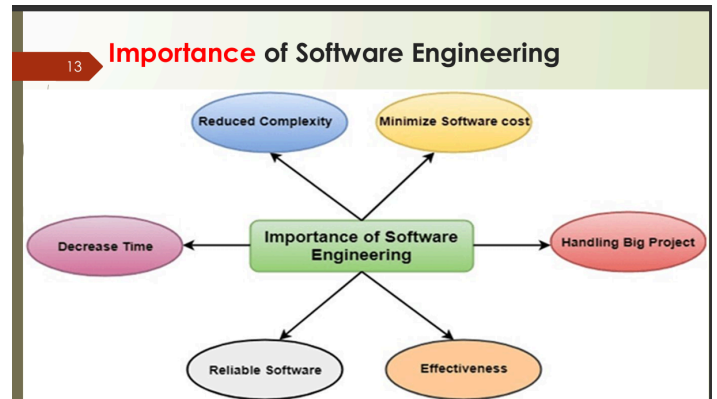 13
Importance of Software Engineering
Reduced Complexity
Minimize Software cost
Decrease Time
Importance of Software
Engineering
Handling Big Project
Reliable Software
Effectiveness